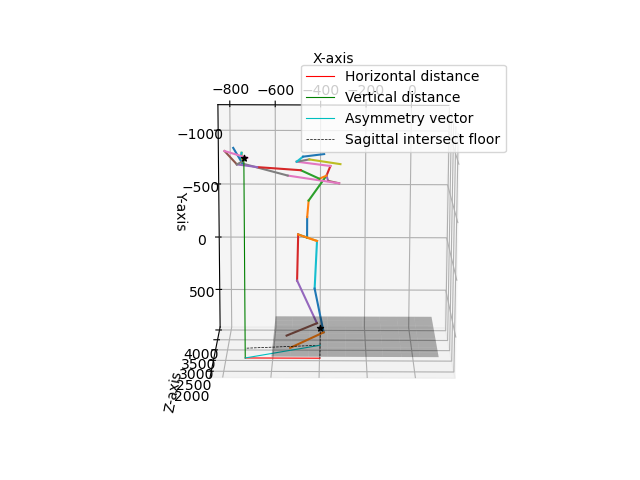 X-axis
−800 −600 −400 −200 0
Horizontal distance
Vertical distance
Asymmetry vector
Sagittal intersect floor
−1000
−500
0
500
Y-axis
4000
3500
3000
2500
2000
Z-axis